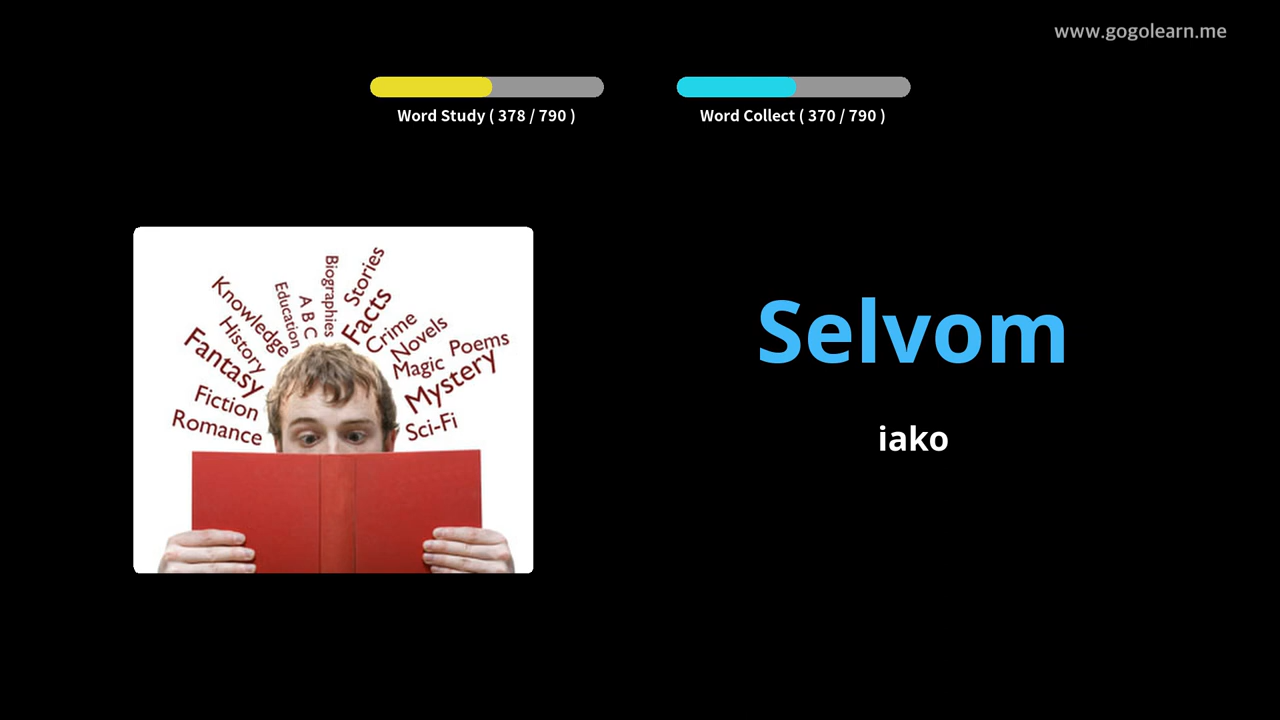 www.gogolearn.me
Word Study ( 378 / 790 )
Word Collect ( 370 / 790 )
Stories
Biographies
Facts
Education
A B C
Knowledge
Crime
Novels
History
Poems
Fantasy
Magic
Mystery
Fiction
Sci-Fi
Romance
Selvom
iako